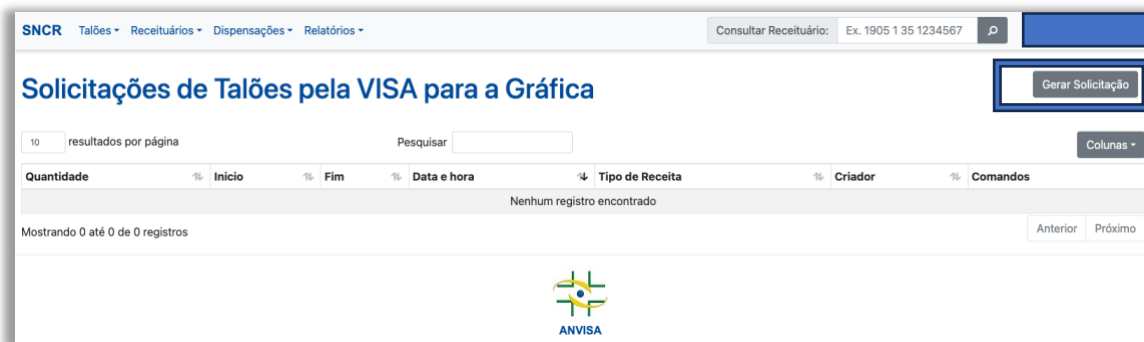 SNCR Talões Receituários Dispensações Relatórios Consultar Receituário: Ex. 1905 1 35 1234567
Solicitações de Talões pela VISA para a Gráfica Gerar Solicitação
10 resultados por página Pesquisar Colunas
Quantidade Inicio Fim Data e hora Tipo de Receita Criador Comandos
Nenhum registro encontrado
Mostrando 0 até 0 de 0 registros Anterior Próximo
ANVISA